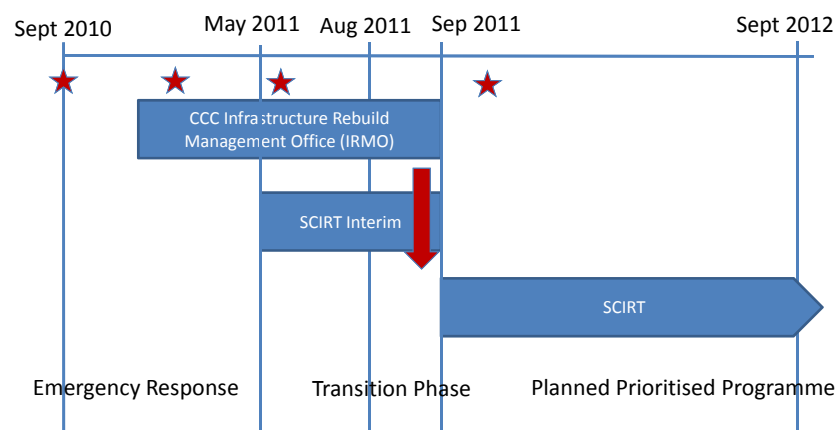 Sept 2010
May 2011
Aug 2011
Sep 2011
Sept 2012
CCC Infrastructure Rebuild
Management Office (IRMO)
SCIRT Interim
SCIRT
Emergency Response
Transition Phase
Planned Prioritised Programme